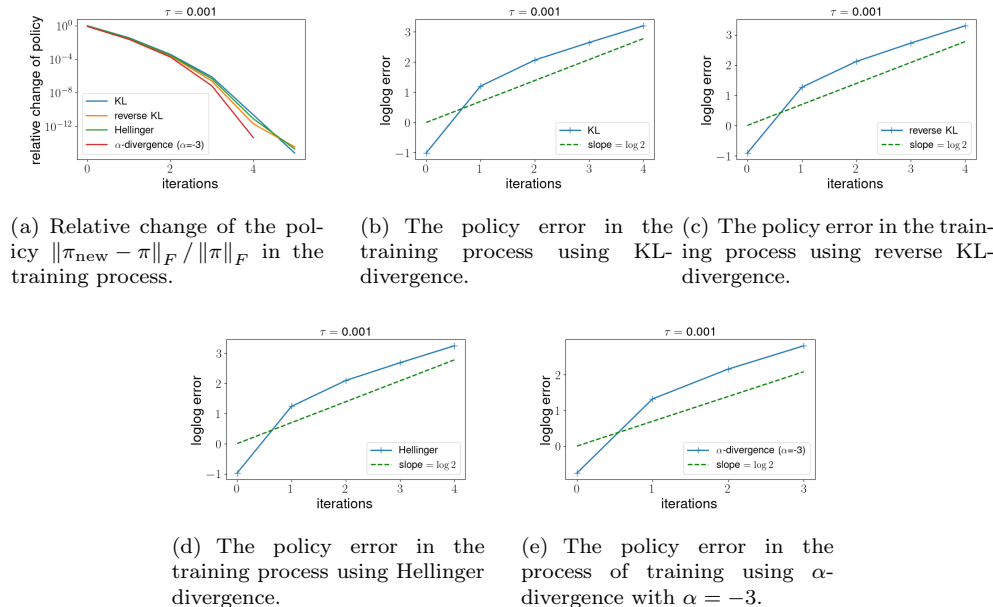 τ = 0.001
relative change of policy
10⁰
10⁻⁴
10⁻⁸
10⁻¹²
KL
reverse KL
Hellinger
α-divergence (α=-3)
0 2 4
iterations
τ = 0.001
loglog error
3
2
1
0
−1
KL
slope = log 2
0 1 2 3 4
iterations
τ = 0.001
loglog error
3
2
1
0
−1
reverse KL
slope = log 2
0 1 2 3 4
iterations
(a) Relative change of the pol-
icy ‖π_new − π‖_F / ‖π‖_F in the
training process.
(b) The policy error in the
training process using KL-
divergence.
(c) The policy error in the train-
ing process using reverse KL-
divergence.
τ = 0.001
loglog error
3
2
1
0
−1
Hellinger
slope = log 2
0 1 2 3 4
iterations
τ = 0.001
loglog error
2
1
0
α-divergence (α=-3)
slope = log 2
0 1 2 3
iterations
(d) The policy error in the
training process using Hellinger
divergence.
(e) The policy error in the
process of training using α-
divergence with α = −3.